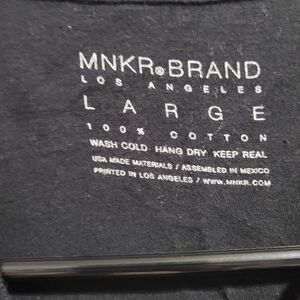 MNKR®BRAND
LOS ANGELES
LARGE
100% COTTON
WASH COLD HANG DRY KEEP REAL
USA MADE MATERIALS / ASSEMBLED IN MEXICO
PRINTED IN LOS ANGELES / WWW.MNKR.COM